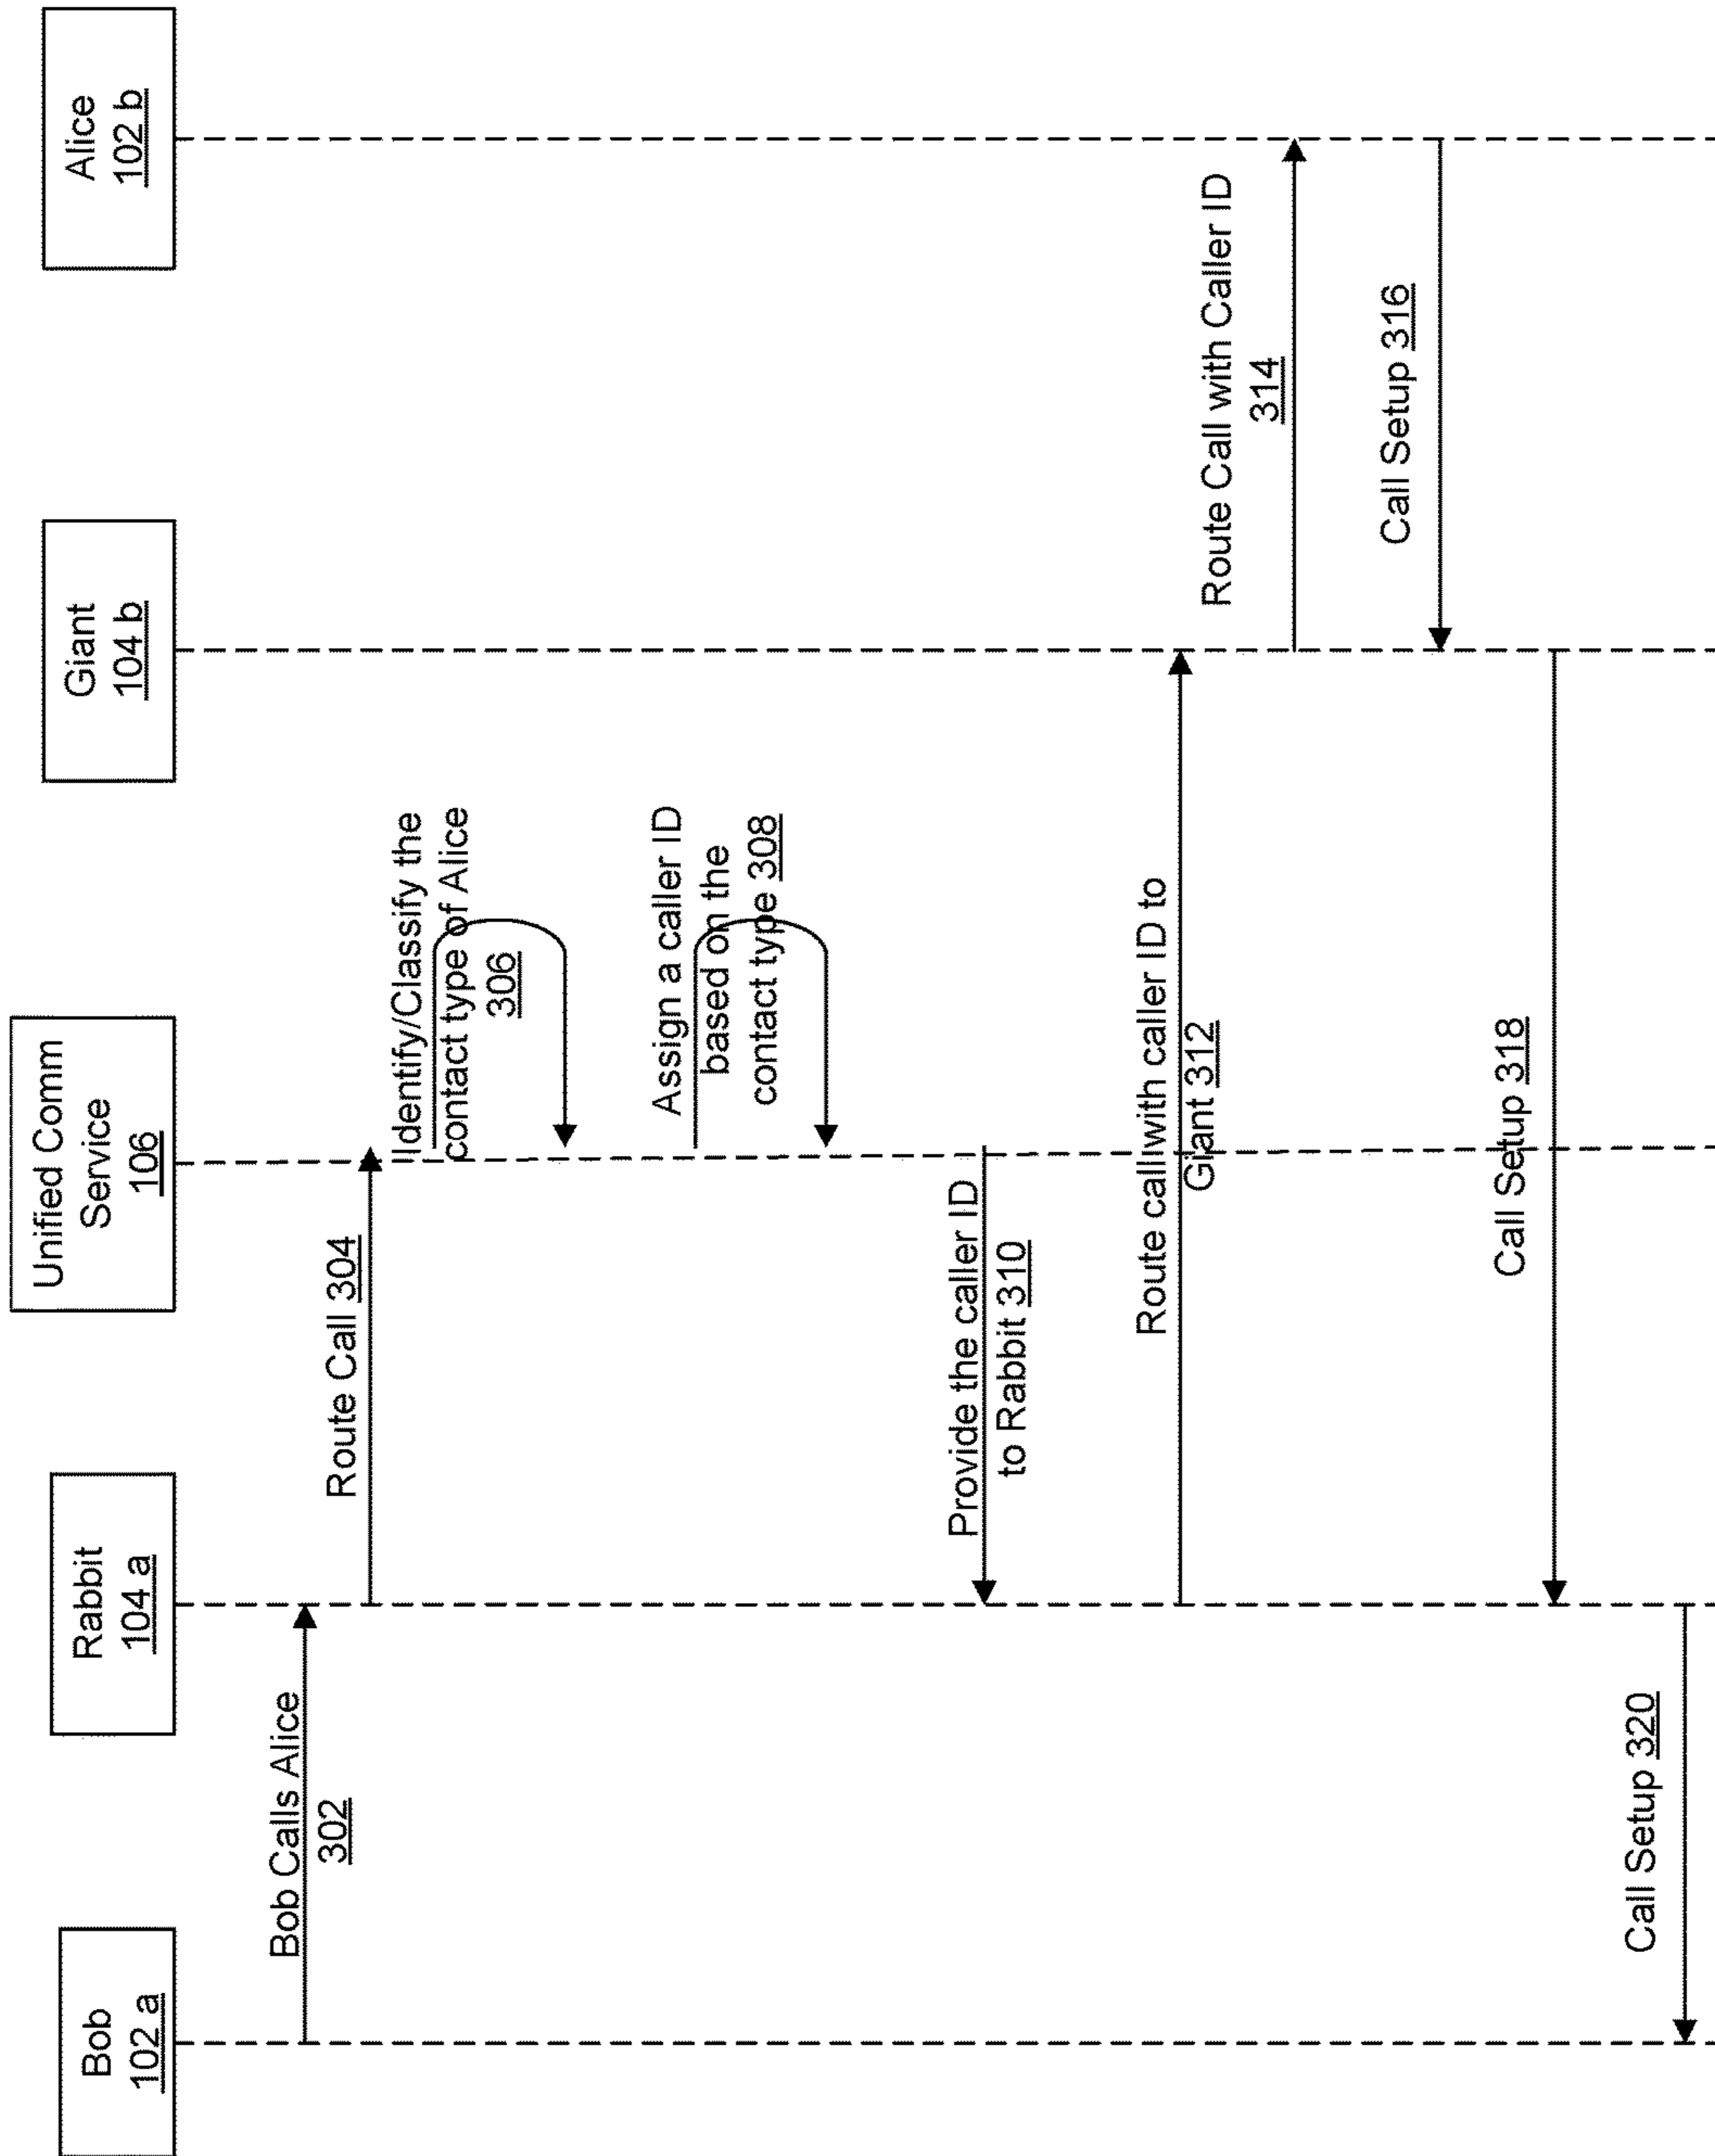 Bob
102 a
Rabbit
104 a
Unified Comm
Service
106
Giant
104 b
Alice
102 b
Bob Calls Alice
302
Route Call 304
Identify/Classify the
contact type of Alice
306
Assign a caller ID
based on the
contact type 308
Provide the caller ID
to Rabbit 310
Route call with caller ID to
Giant 312
Route Call with Caller ID
314
Call Setup 316
Call Setup 318
Call Setup 320